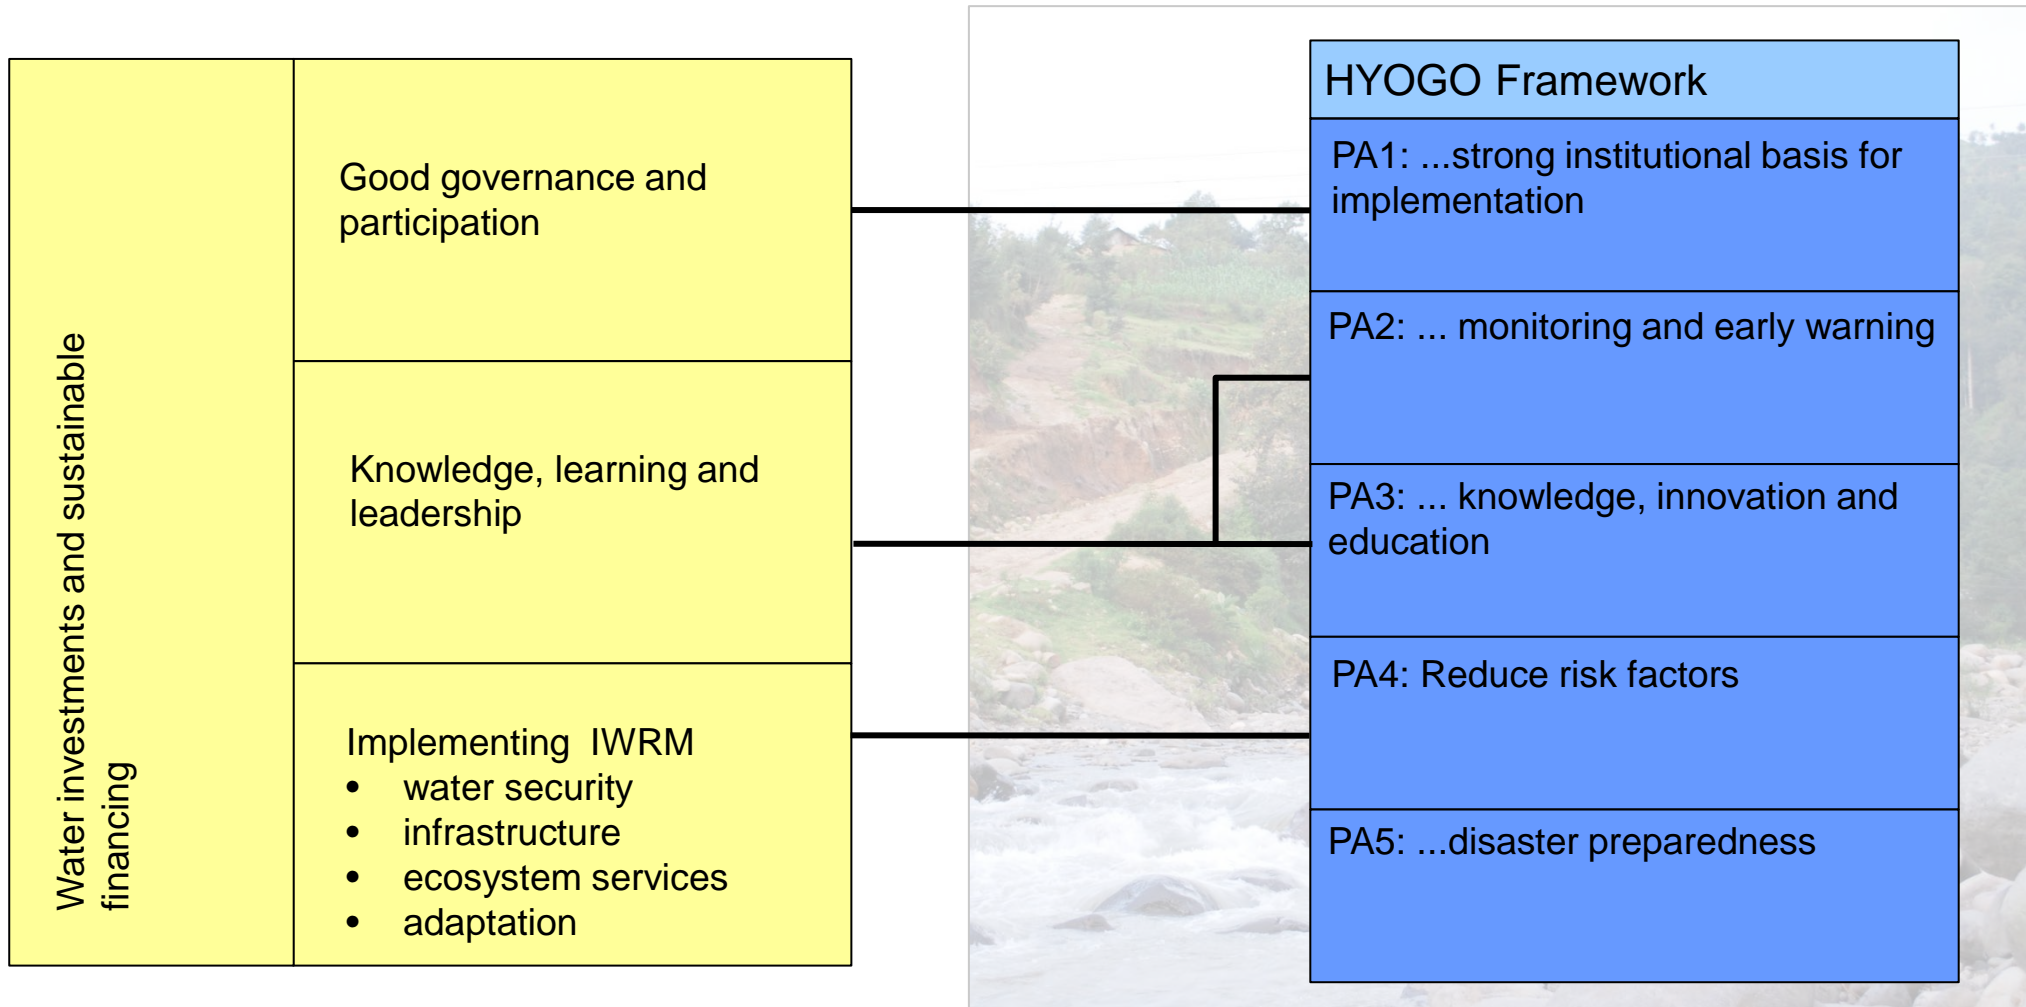 Water investments and sustainable
financing
Good governance and
participation
Knowledge, learning and
leadership
Implementing  IWRM
• water security
• infrastructure
• ecosystem services
• adaptation
HYOGO Framework
PA1: ...strong institutional basis for
implementation
PA2: ... monitoring and early warning
PA3: ... knowledge, innovation and
education
PA4: Reduce risk factors
PA5: ...disaster preparedness